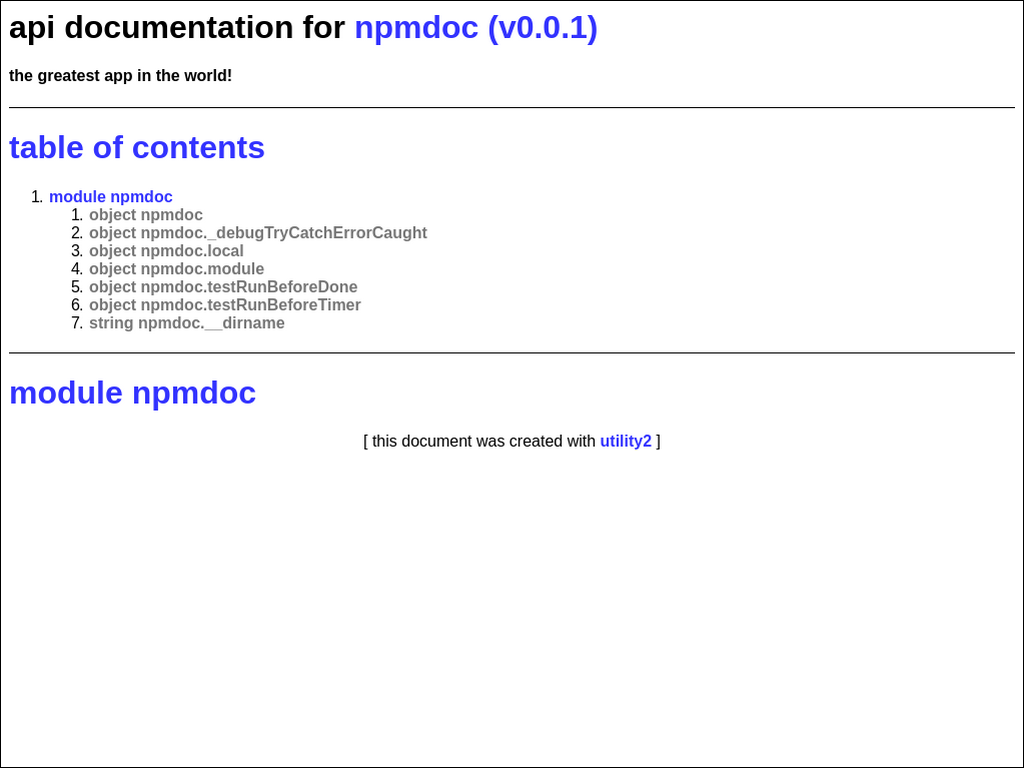 api documentation for npmdoc (v0.0.1)
the greatest app in the world!
table of contents
1. module npmdoc
1. object npmdoc
2. object npmdoc._debugTryCatchErrorCaught
3. object npmdoc.local
4. object npmdoc.module
5. object npmdoc.testRunBeforeDone
6. object npmdoc.testRunBeforeTimer
7. string npmdoc.__dirname
module npmdoc
[ this document was created with utility2 ]